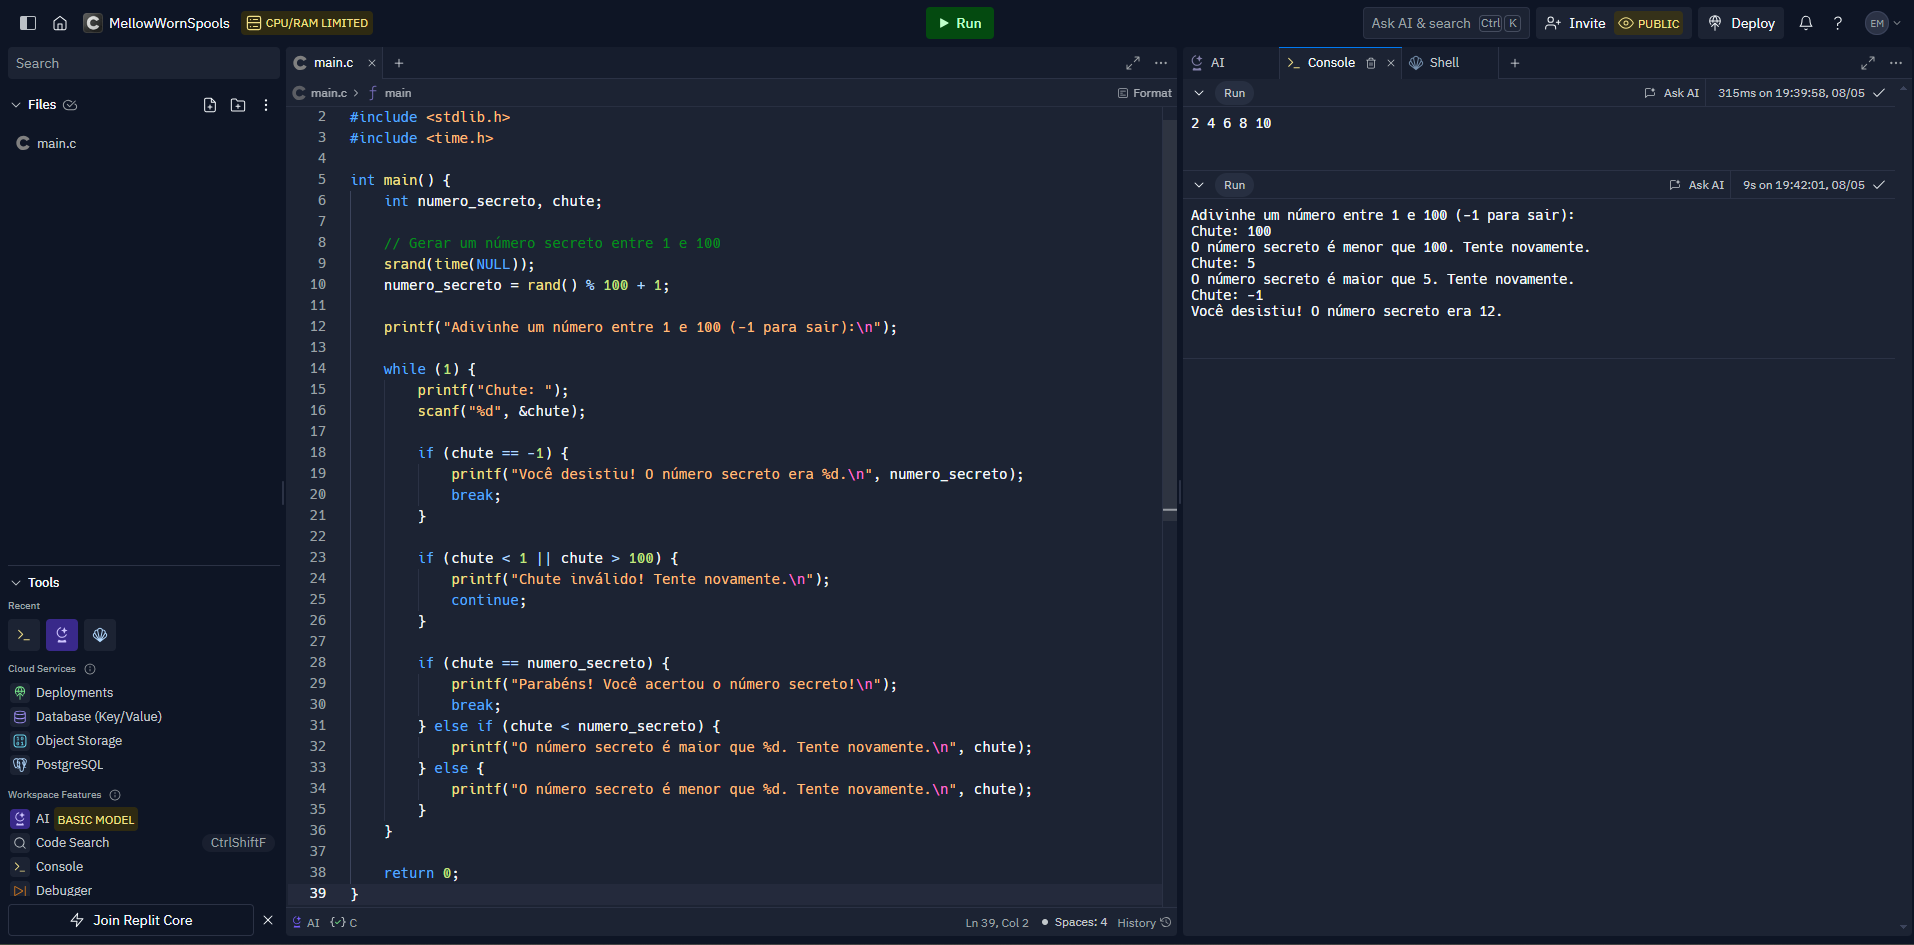 MellowWornSpools CPU/RAM LIMITED Run Ask AI & search Ctrl K Invite PUBLIC Deploy ? EM
Search
Files
main.c
Tools
Recent
Cloud Services
Deployments
Database (Key/Value)
Object Storage
PostgreSQL
Workspace Features
AI BASIC MODEL
Code Search CtrlShiftF
Console
Debugger
Join Replit Core
main.c
main.c > main Format
2 #include <stdlib.h>
3 #include <time.h>
4
5 int main() {
6 int numero_secreto, chute;
7
8 // Gerar um número secreto entre 1 e 100
9 srand(time(NULL));
10 numero_secreto = rand() % 100 + 1;
11
12 printf("Adivinhe um número entre 1 e 100 (-1 para sair):\n");
13
14 while (1) {
15 printf("Chute: ");
16 scanf("%d", &chute);
17
18 if (chute == -1) {
19 printf("Você desistiu! O número secreto era %d.\n", numero_secreto);
20 break;
21 }
22
23 if (chute < 1 || chute > 100) {
24 printf("Chute inválido! Tente novamente.\n");
25 continue;
26 }
27
28 if (chute == numero_secreto) {
29 printf("Parabéns! Você acertou o número secreto!\n");
30 break;
31 } else if (chute < numero_secreto) {
32 printf("O número secreto é maior que %d. Tente novamente.\n", chute);
33 } else {
34 printf("O número secreto é menor que %d. Tente novamente.\n", chute);
35 }
36 }
37
38 return 0;
39 }
AI C Ln 39, Col 2 Spaces: 4 History
AI Console Shell
Run Ask AI 315ms on 19:39:58, 08/05
2 4 6 8 10
Run Ask AI 9s on 19:42:01, 08/05
Adivinhe um número entre 1 e 100 (-1 para sair):
Chute: 100
O número secreto é menor que 100. Tente novamente.
Chute: 5
O número secreto é maior que 5. Tente novamente.
Chute: -1
Você desistiu! O número secreto era 12.